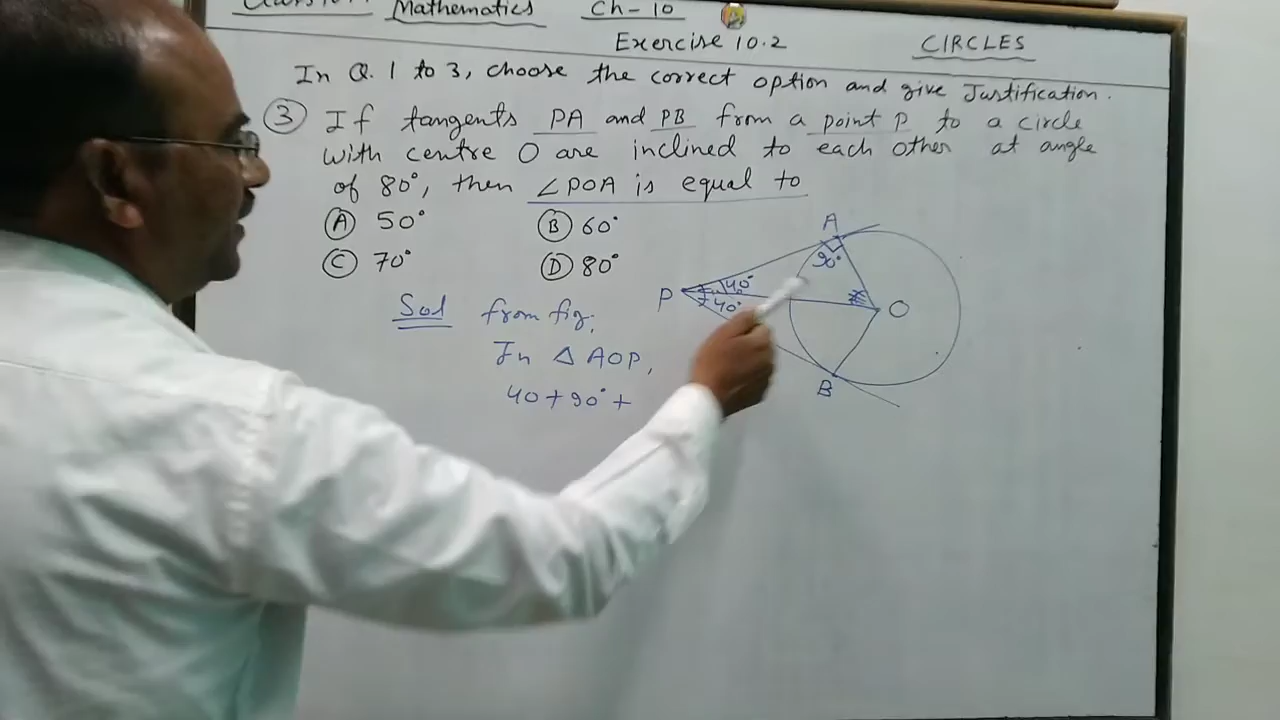 Mathematics Ch-10
Exercise 10.2 CIRCLES
In Q. 1 to 3, choose the correct option and give Justification.
③ If tangents PA and PB from a point P to a circle
with centre O are inclined to each other at angle
of 80°, then ∠POA is equal to
Ⓐ 50° Ⓑ 60°
Ⓒ 70° Ⓓ 80°
A
90°
40°
P
40°
O
B
Sol from fig,
In △ AOP,
40+90°+